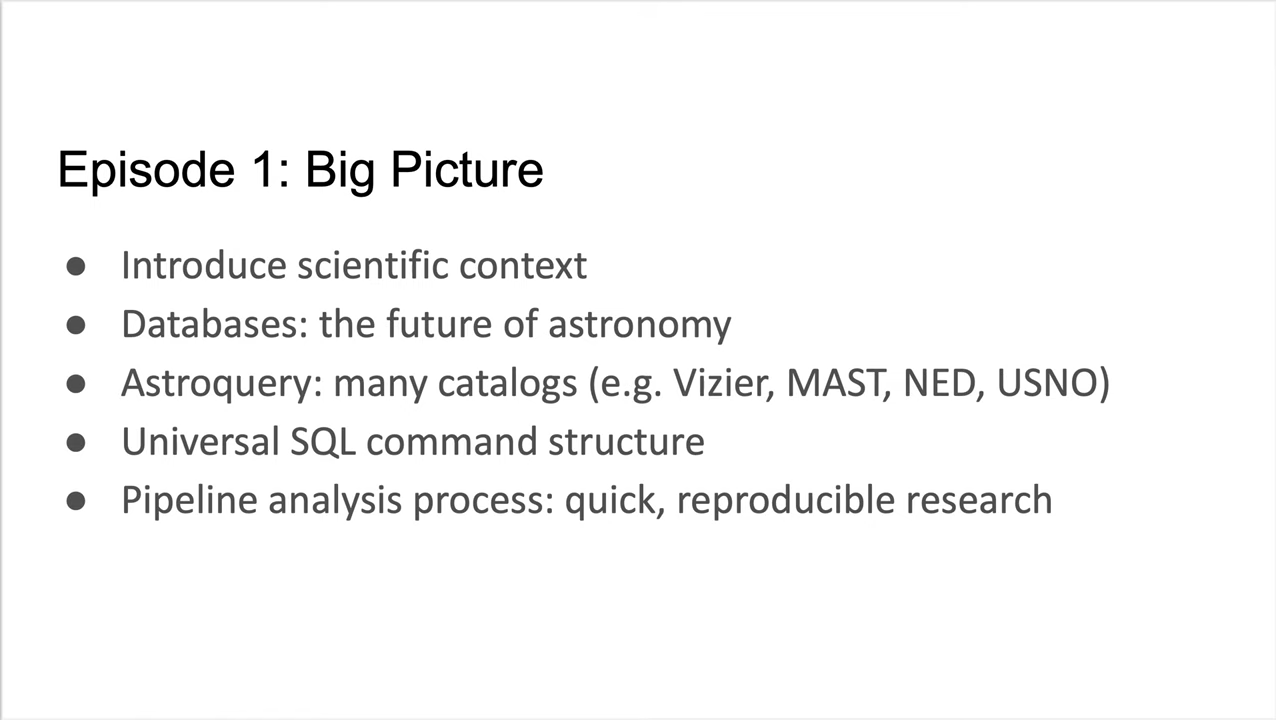 Episode 1: Big Picture
● Introduce scientific context
● Databases: the future of astronomy
● Astroquery: many catalogs (e.g. Vizier, MAST, NED, USNO)
● Universal SQL command structure
● Pipeline analysis process: quick, reproducible research